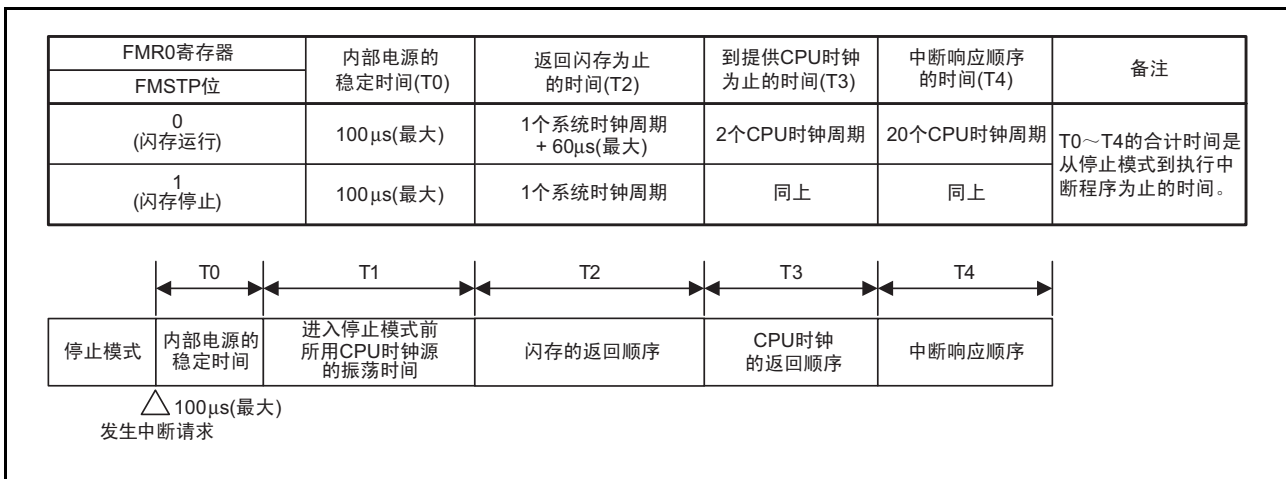 FMR0寄存器
FMSTP位
内部电源的
稳定时间(T0)
返回闪存为止
的时间(T2)
到提供CPU时钟
为止的时间(T3)
中断响应顺序
的时间(T4)
备注
0
(闪存运行)
100μs(最大)
1个系统时钟周期
+ 60μs(最大)
2个CPU时钟周期
20个CPU时钟周期
T0～T4的合计时间是
从停止模式到执行中
断程序为止的时间。
1
(闪存停止)
100μs(最大)
1个系统时钟周期
同上
同上
T0
T1
T2
T3
T4
停止模式
内部电源的
稳定时间
进入停止模式前
所用CPU时钟源
的振荡时间
闪存的返回顺序
CPU时钟
的返回顺序
中断响应顺序
100μs(最大)
发生中断请求